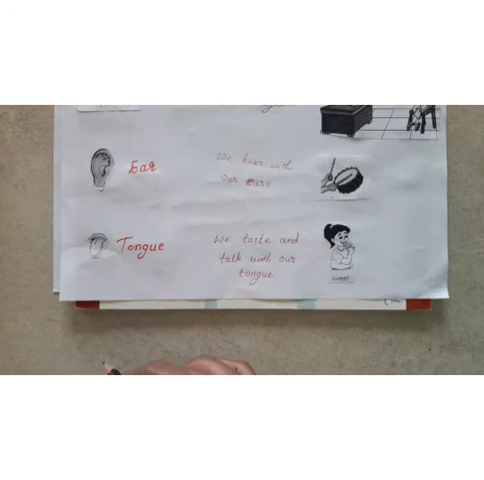 Ear
We hear with
our ears
Tongue
We taste and
talk with our
tongue